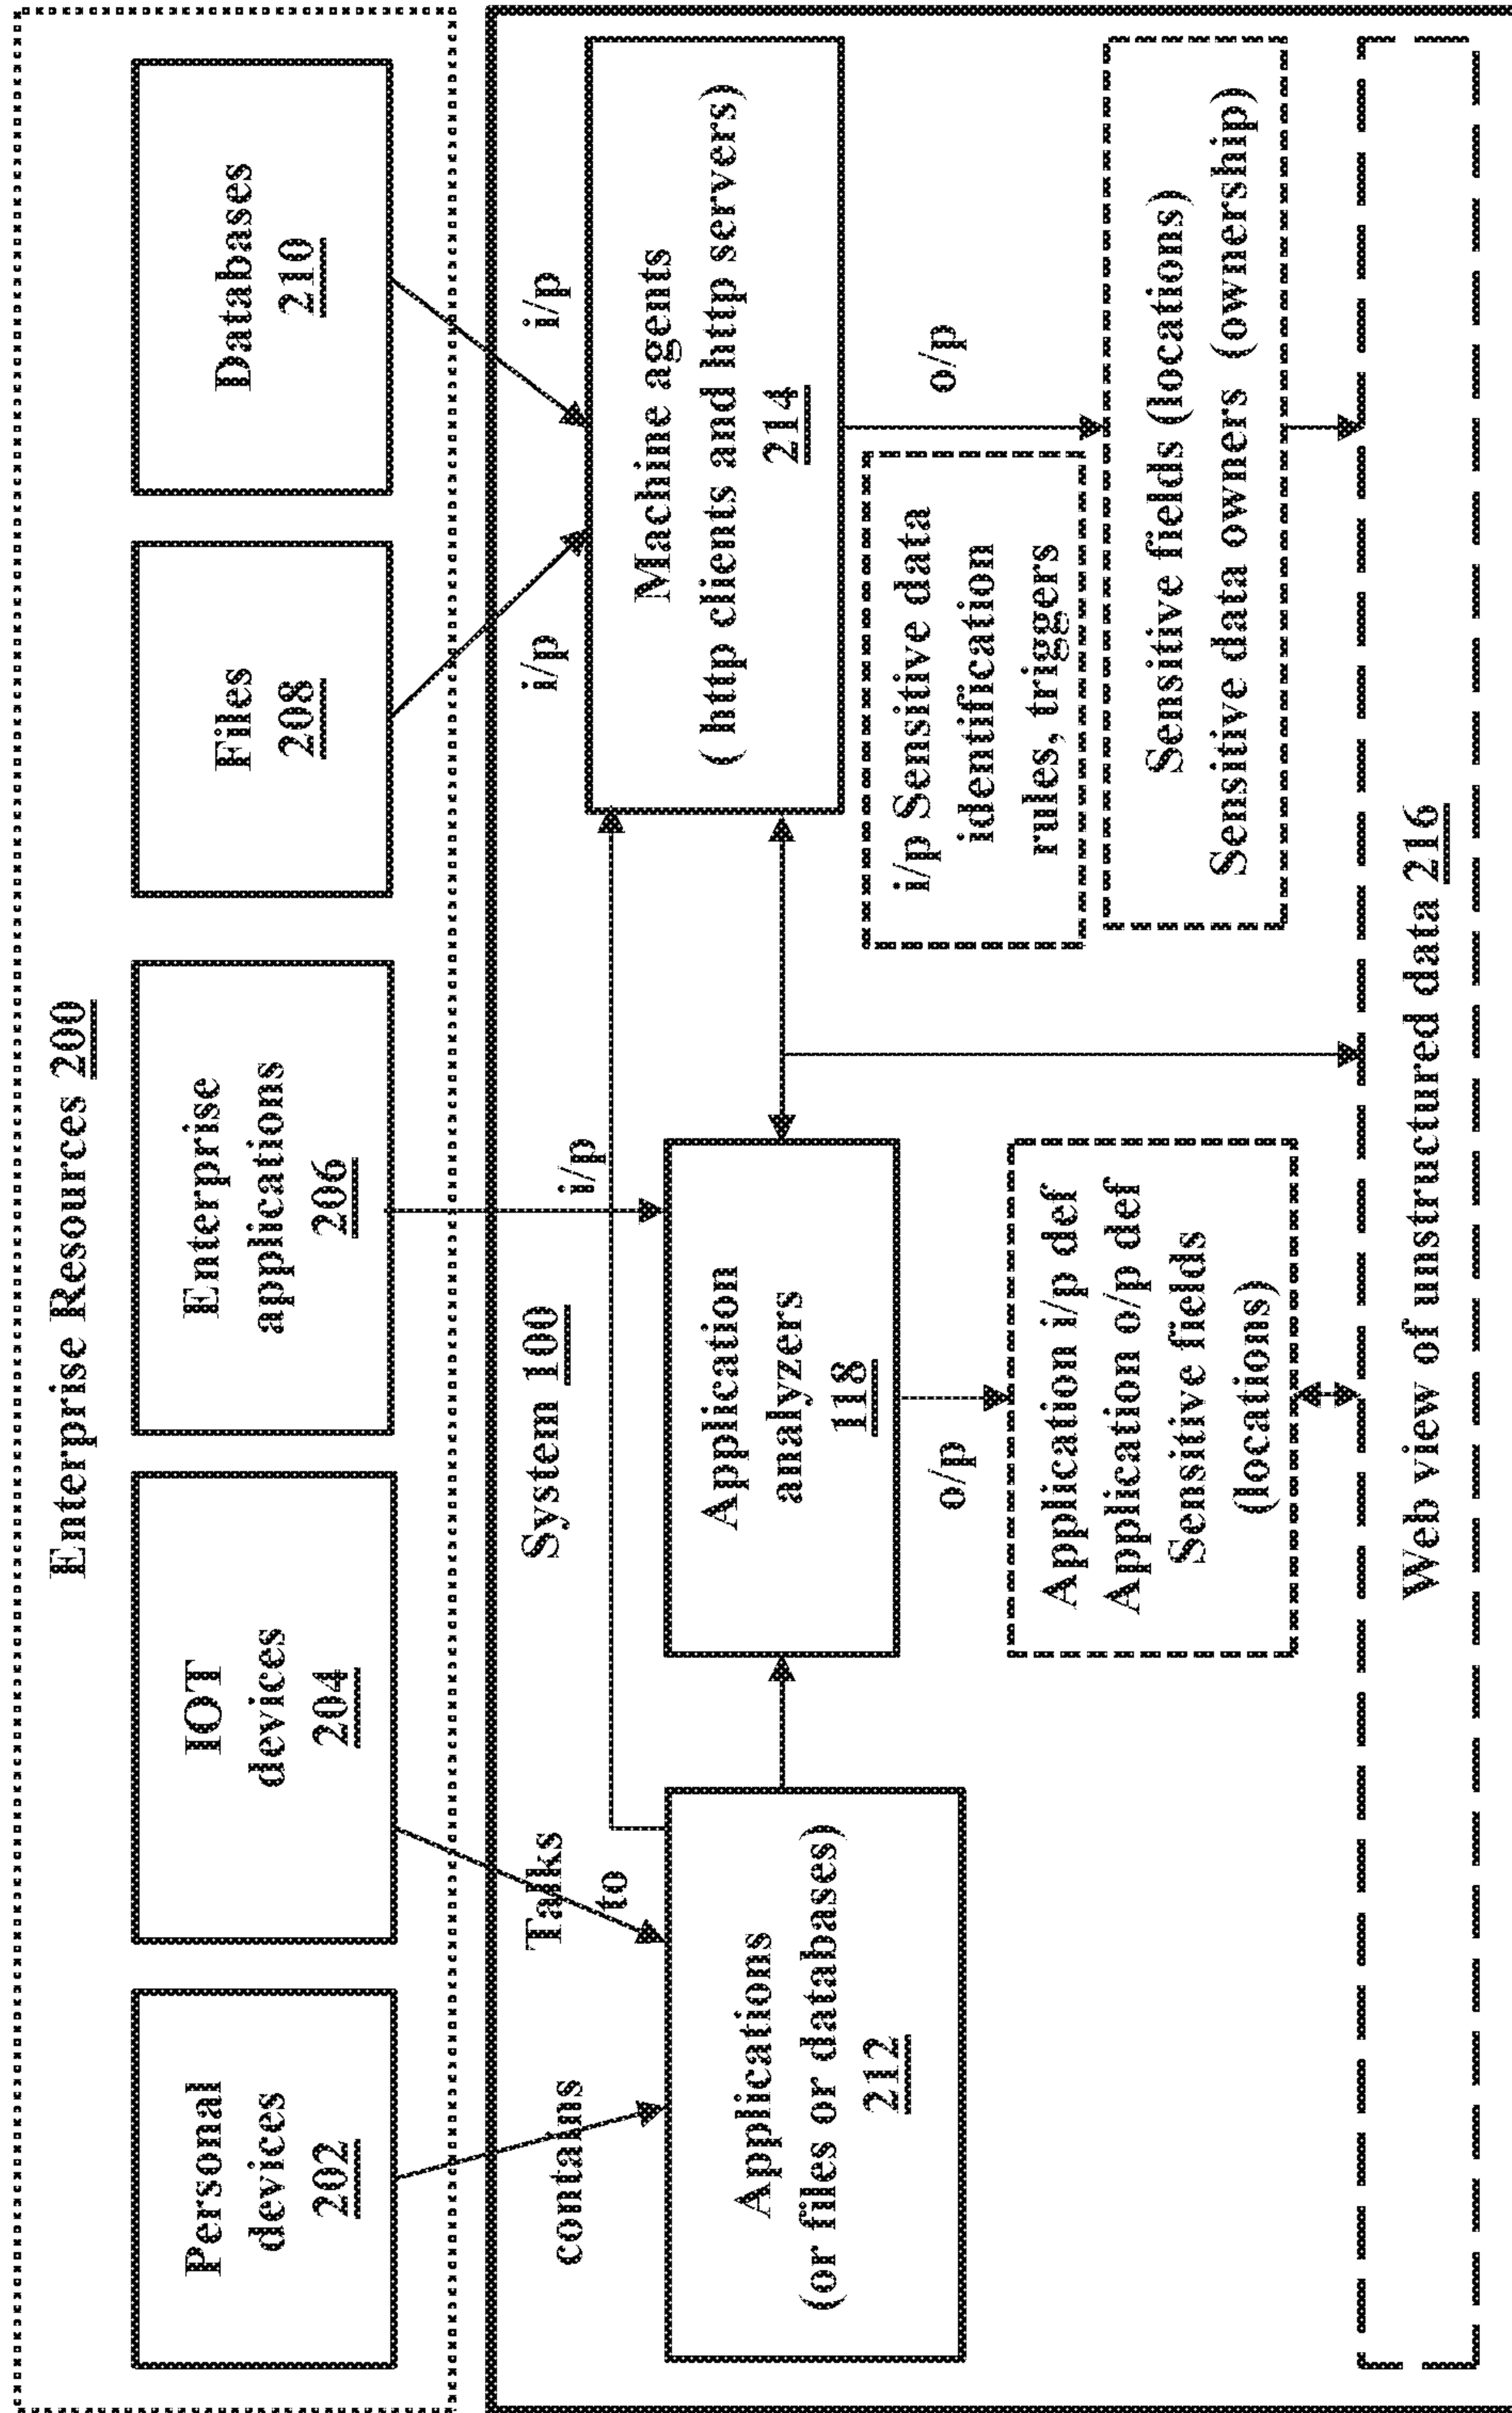 Enterprise Resources 200
Personal
devices
202
IOT
devices
204
Enterprise
applications
206
Files
208
Databases
210
System 100
contans
Talks
to
i/p
i/p
i/p
Applications
(or files or databases)
212
Application
analyzers
118
Machine agents
( http clients and http servers)
214
o/p
o/p
i/p Sensitive data
identification
rules, triggers
Application i/p def
Application o/p def
Sensitive fields
(locations)
Sensitive fields (locations)
Sensitive data owners (ownership)
Web view of unstructured data 216